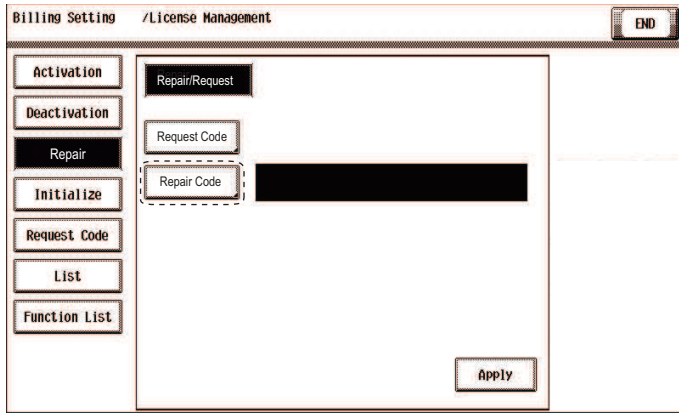 Billing Setting /License Management
END
Activation
Deactivation
Repair
Initialize
Request Code
List
Function List
Repair/Request
Request Code
Repair Code
Apply